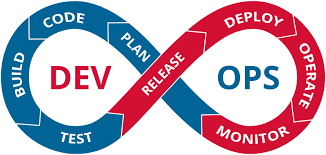 PLAN
CODE
BUILD
TEST
RELEASE
DEPLOY
OPERATE
MONITOR
DEV
OPS